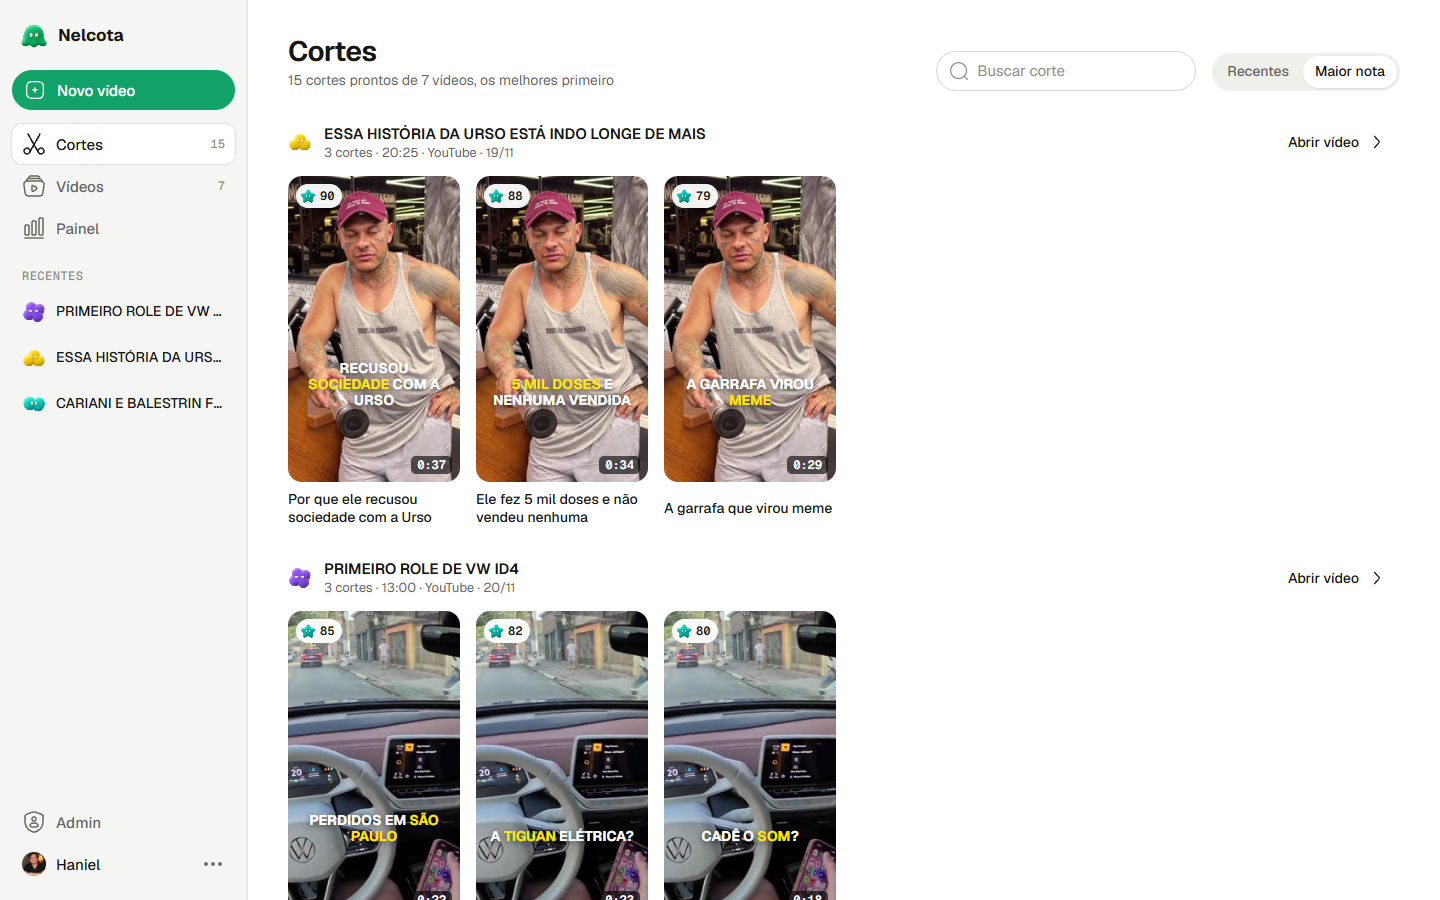 Nelcota
Novo vídeo
Cortes 15
Vídeos 7
Painel
RECENTES
PRIMEIRO ROLE DE VW ...
ESSA HISTÓRIA DA URS...
CARIANI E BALESTRIN F...
Admin
Haniel
Cortes
15 cortes prontos de 7 vídeos, os melhores primeiro
Buscar corte
Recentes
Maior nota
ESSA HISTÓRIA DA URSO ESTÁ INDO LONGE DE MAIS
3 cortes · 20:25 · YouTube · 19/11
Abrir vídeo
90
RECUSOU
SOCIEDADE COM A
URSO
0:37
Por que ele recusou
sociedade com a Urso
88
5 MIL DOSES E
NENHUMA VENDIDA
0:34
Ele fez 5 mil doses e não
vendeu nenhuma
79
A GARRAFA VIROU
MEME
0:29
A garrafa que virou meme
PRIMEIRO ROLE DE VW ID4
3 cortes · 13:00 · YouTube · 20/11
Abrir vídeo
85
20
PERDIDOS EM SÃO
PAULO
82
20
A TIGUAN ELÉTRICA?
80
20
CADÊ O SOM?